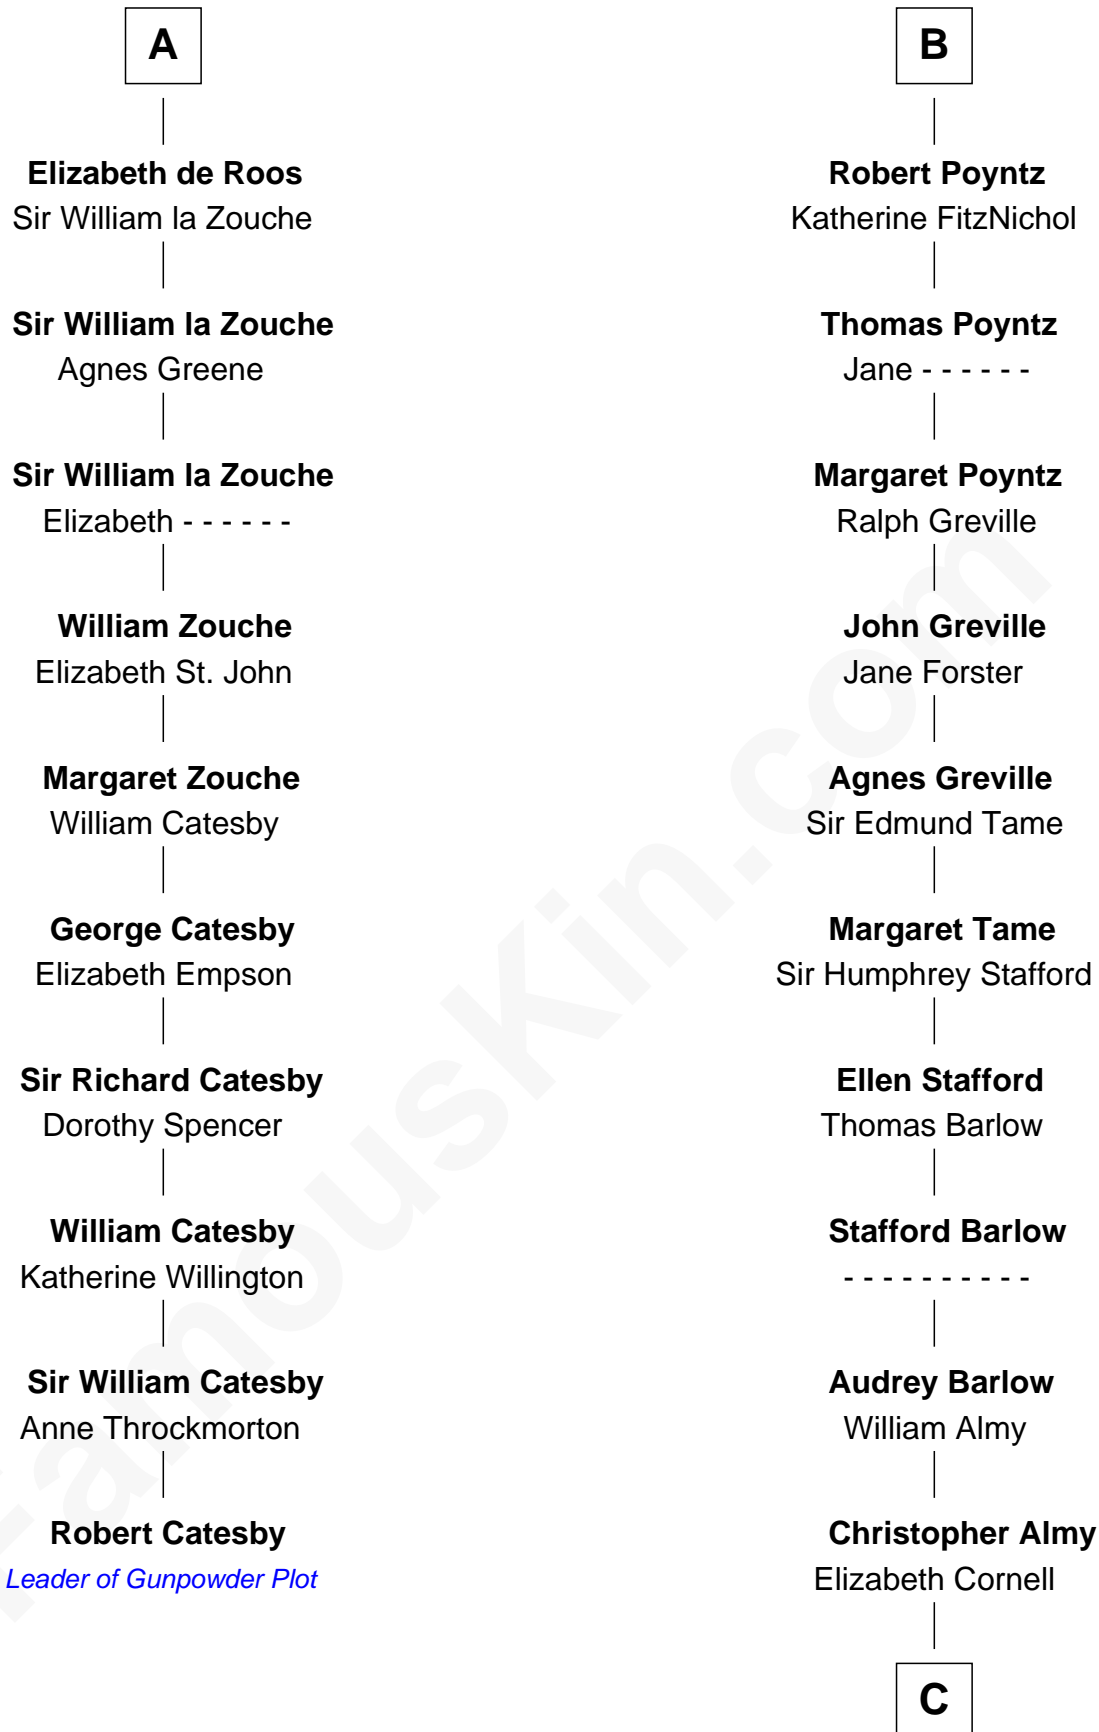 A
Elizabeth de Roos
Sir William la Zouche
Sir William la Zouche
Agnes Greene
Sir William la Zouche
Elizabeth - - - - - -
William Zouche
Elizabeth St. John
Margaret Zouche
William Catesby
George Catesby
Elizabeth Empson
Sir Richard Catesby
Dorothy Spencer
William Catesby
Katherine Willington
Sir William Catesby
Anne Throckmorton
Robert Catesby
Leader of Gunpowder Plot
B
Robert Poyntz
Katherine FitzNichol
Thomas Poyntz
Jane - - - - - -
Margaret Poyntz
Ralph Greville
John Greville
Jane Forster
Agnes Greville
Sir Edmund Tame
Margaret Tame
Sir Humphrey Stafford
Ellen Stafford
Thomas Barlow
Stafford Barlow
- - - - - - - - - -
Audrey Barlow
William Almy
Christopher Almy
Elizabeth Cornell
C
FamousKin.com